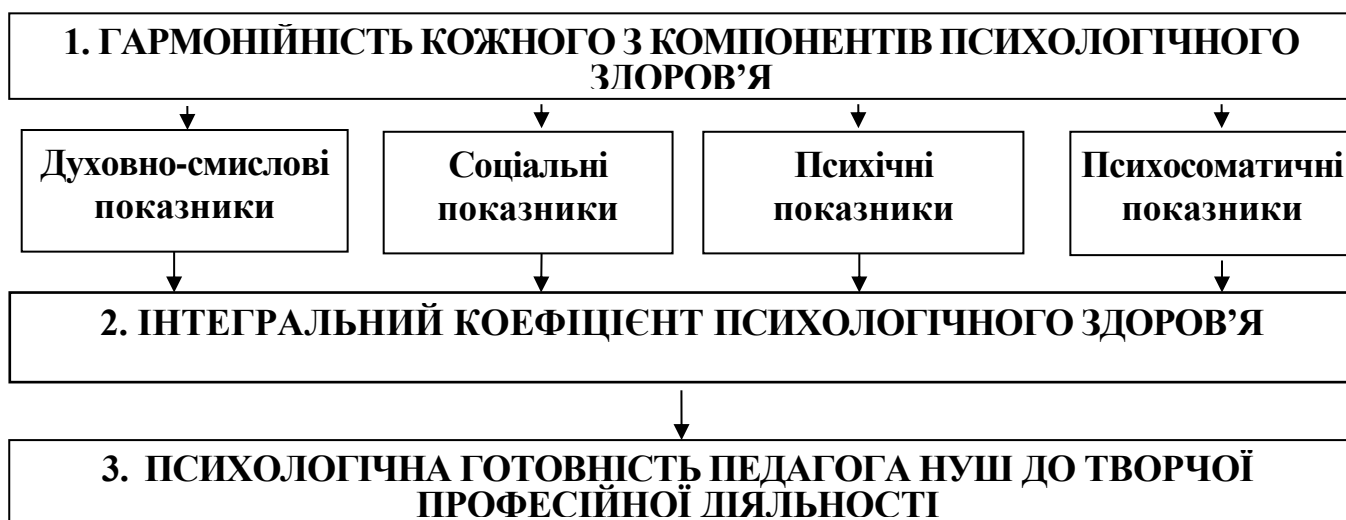 1. ГАРМОНІЙНІСТЬ КОЖНОГО З КОМПОНЕНТІВ ПСИХОЛОГІЧНОГО
ЗДОРОВ’Я
Духовно-смислові
показники
Соціальні
показники
Психічні
показники
Психосоматичні
показники
2. ІНТЕГРАЛЬНИЙ КОЕФІЦІЄНТ ПСИХОЛОГІЧНОГО ЗДОРОВ’Я
3. ПСИХОЛОГІЧНА ГОТОВНІСТЬ ПЕДАГОГА НУШ ДО ТВОРЧОЇ
ПРОФЕСІЙНОЇ ДІЯЛЬНОСТІ